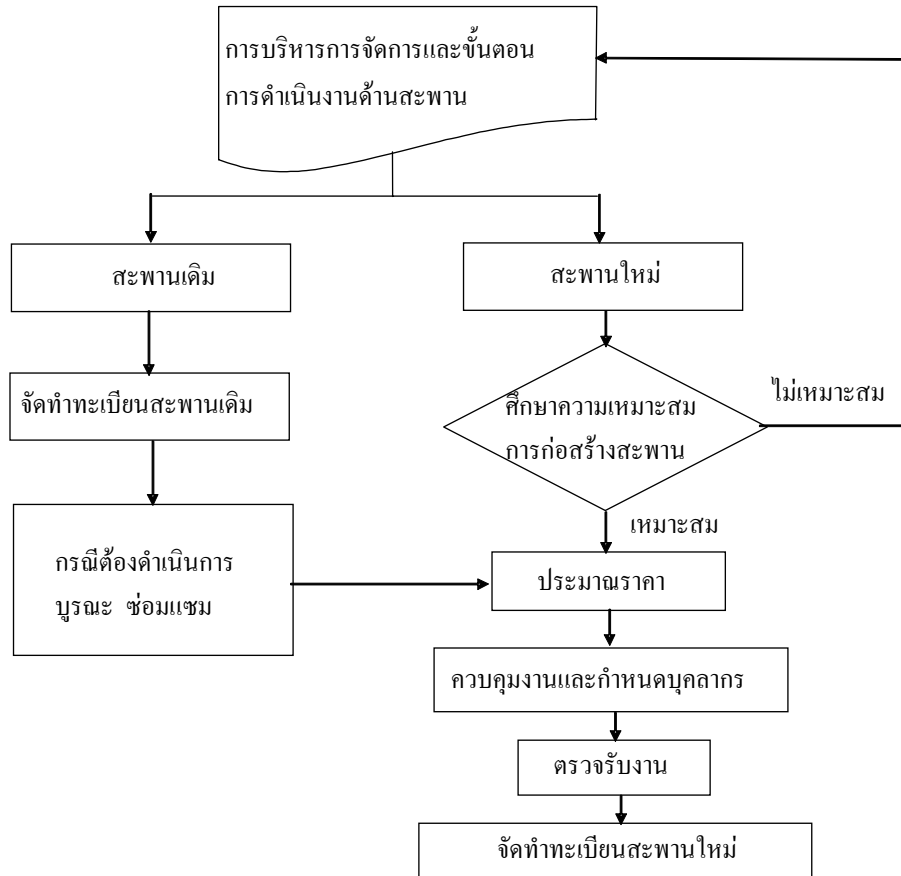 การบริหารการจัดการและขั้นตอน
การดำเนินงานด้านสะพาน
สะพานเดิม
สะพานใหม่
จัดทำทะเบียนสะพานเดิม
ศึกษาความเหมาะสม
การก่อสร้างสะพาน
ไม่เหมาะสม
เหมาะสม
กรณีต้องดำเนินการ
บูรณะ ซ่อมแซม
ประมาณราคา
ควบคุมงานและกำหนดบุคลากร
ตรวจรับงาน
จัดทำทะเบียนสะพานใหม่